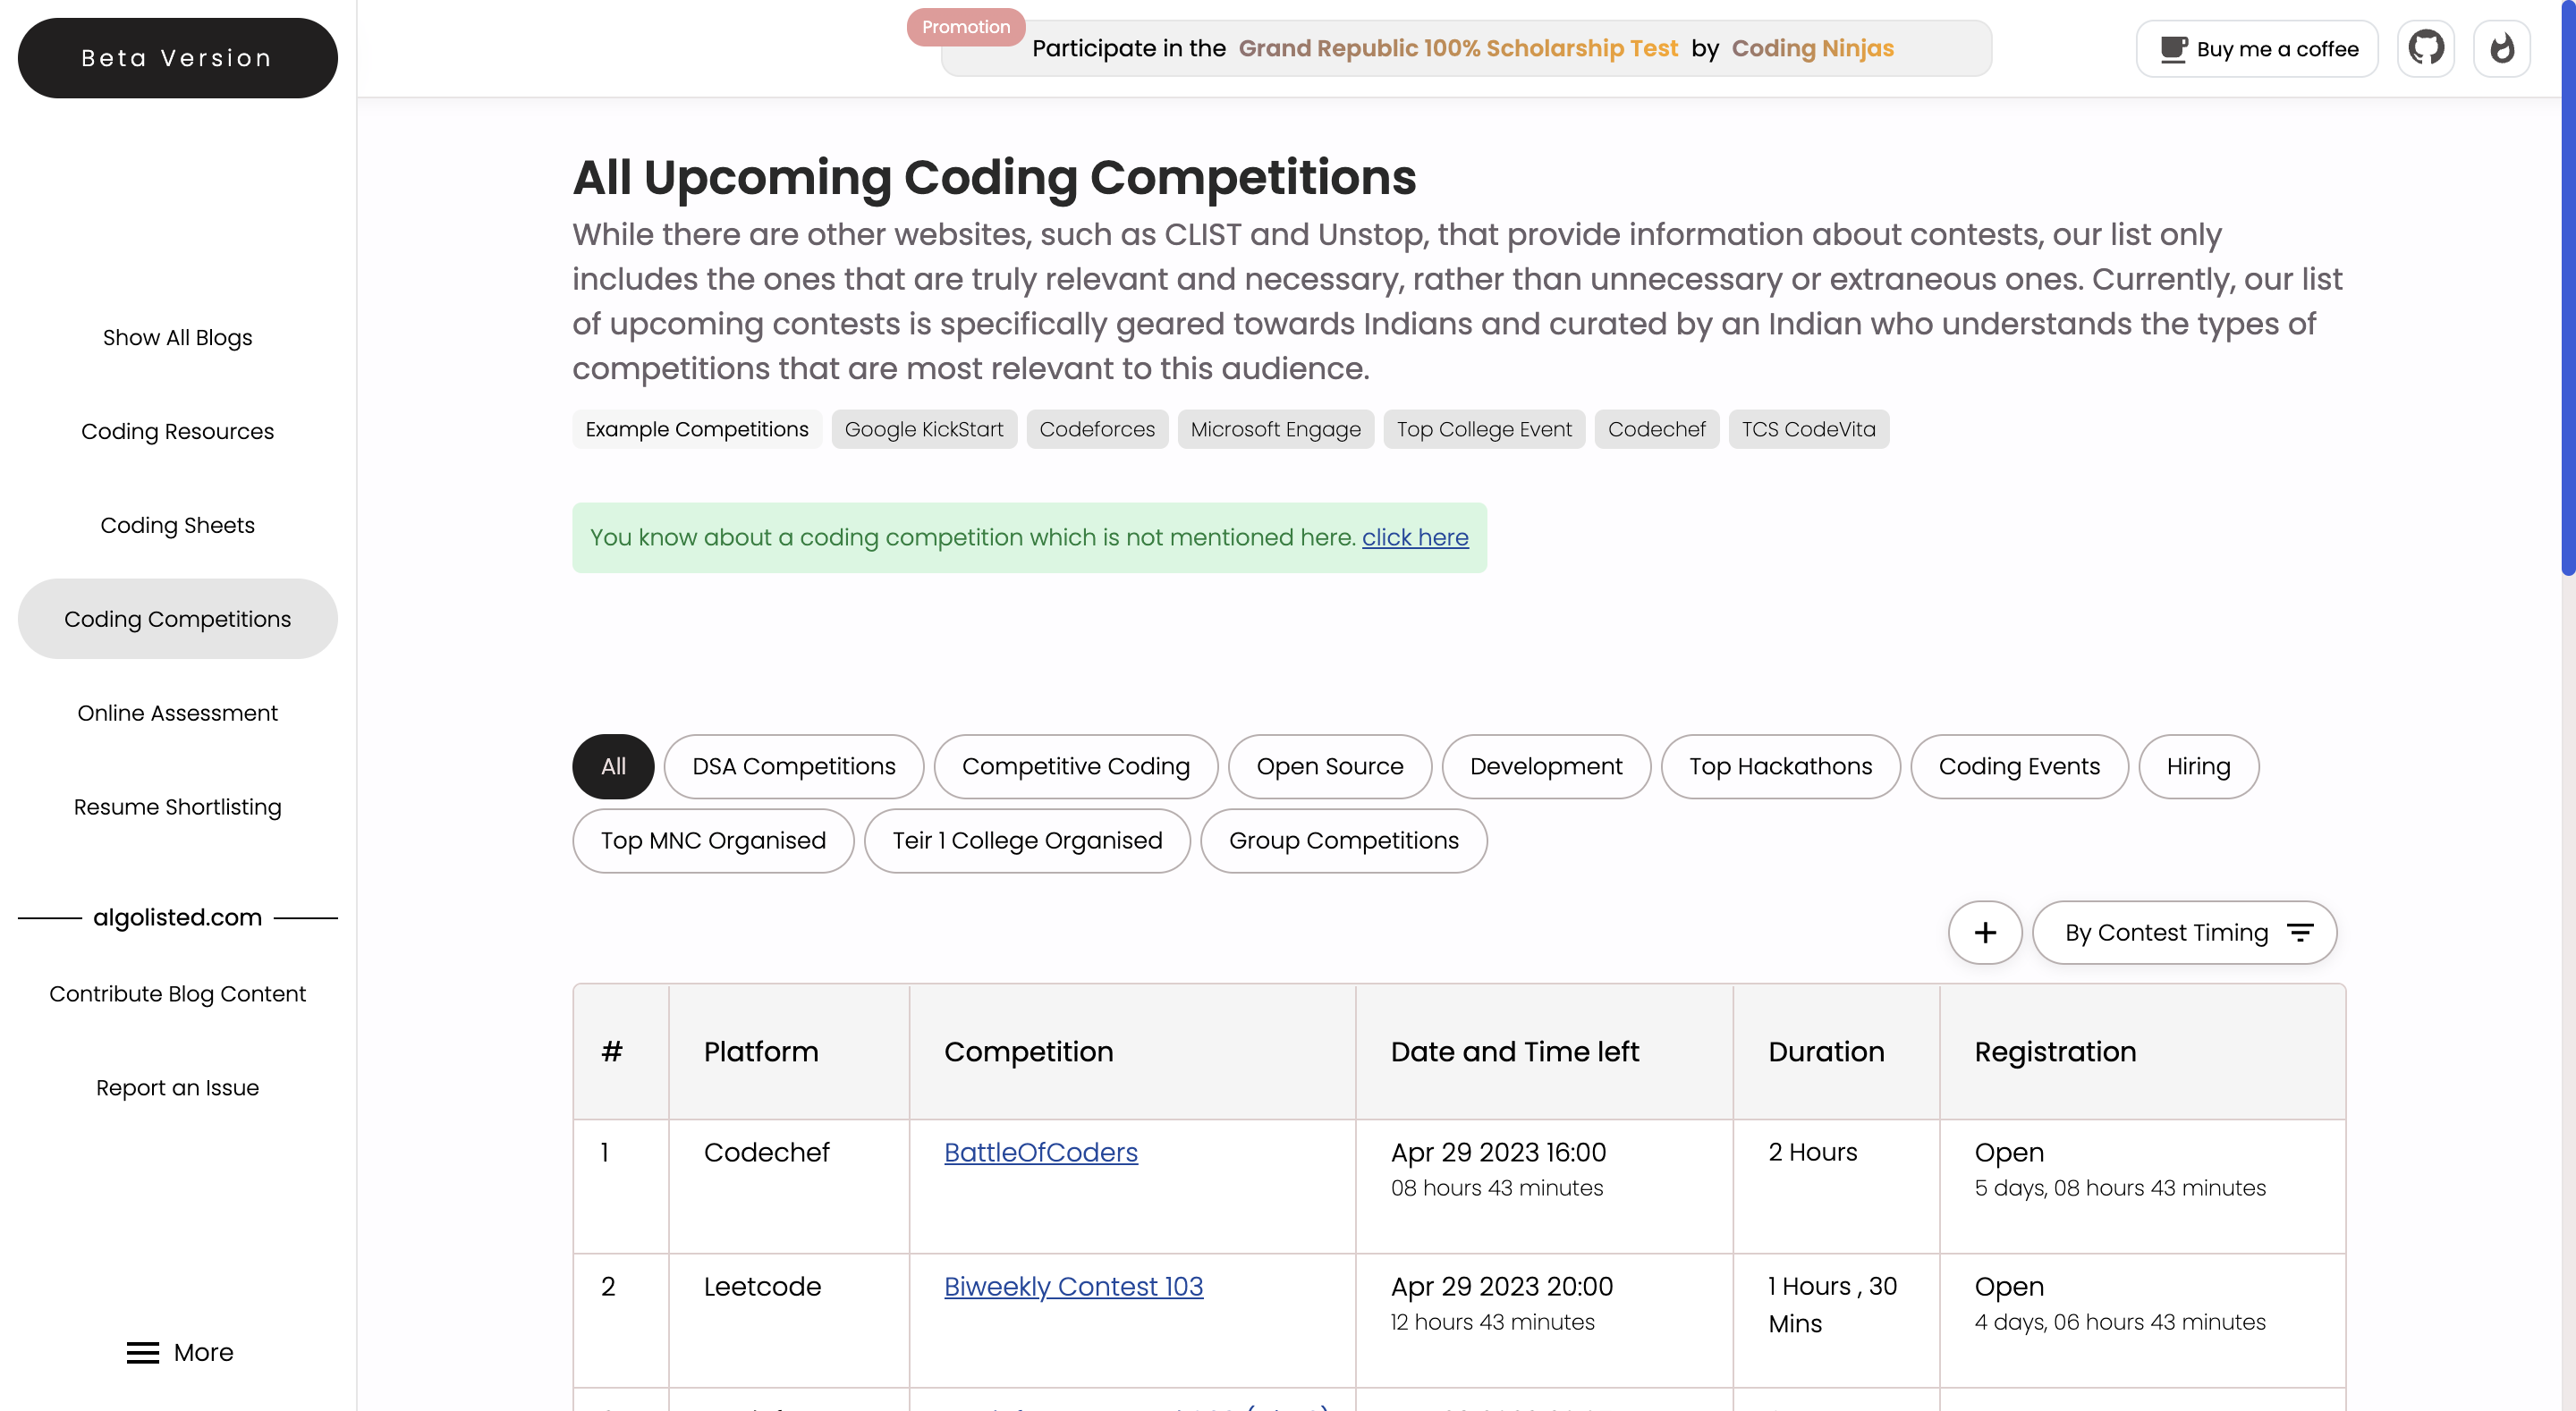 Beta Version
Show All Blogs
Coding Resources
Coding Sheets
Coding Competitions
Online Assessment
Resume Shortlisting
algolisted.com
Contribute Blog Content
Report an Issue
More
Promotion
Participate in the Grand Republic 100% Scholarship Test by Coding Ninjas
Buy me a coffee
All Upcoming Coding Competitions
While there are other websites, such as CLIST and Unstop, that provide information about contests, our list only
includes the ones that are truly relevant and necessary, rather than unnecessary or extraneous ones. Currently, our list
of upcoming contests is specifically geared towards Indians and curated by an Indian who understands the types of
competitions that are most relevant to this audience.
Example Competitions Google KickStart Codeforces Microsoft Engage Top College Event Codechef TCS CodeVita
You know about a coding competition which is not mentioned here. click here
All DSA Competitions Competitive Coding Open Source Development Top Hackathons Coding Events Hiring
Top MNC Organised Teir 1 College Organised Group Competitions
+ By Contest Timing
# Platform Competition Date and Time left Duration Registration
1 Codechef BattleOfCoders Apr 29 2023 16:00 2 Hours Open
08 hours 43 minutes 5 days, 08 hours 43 minutes
2 Leetcode Biweekly Contest 103 Apr 29 2023 20:00 1 Hours , 30 Open
12 hours 43 minutes Mins 4 days, 06 hours 43 minutes